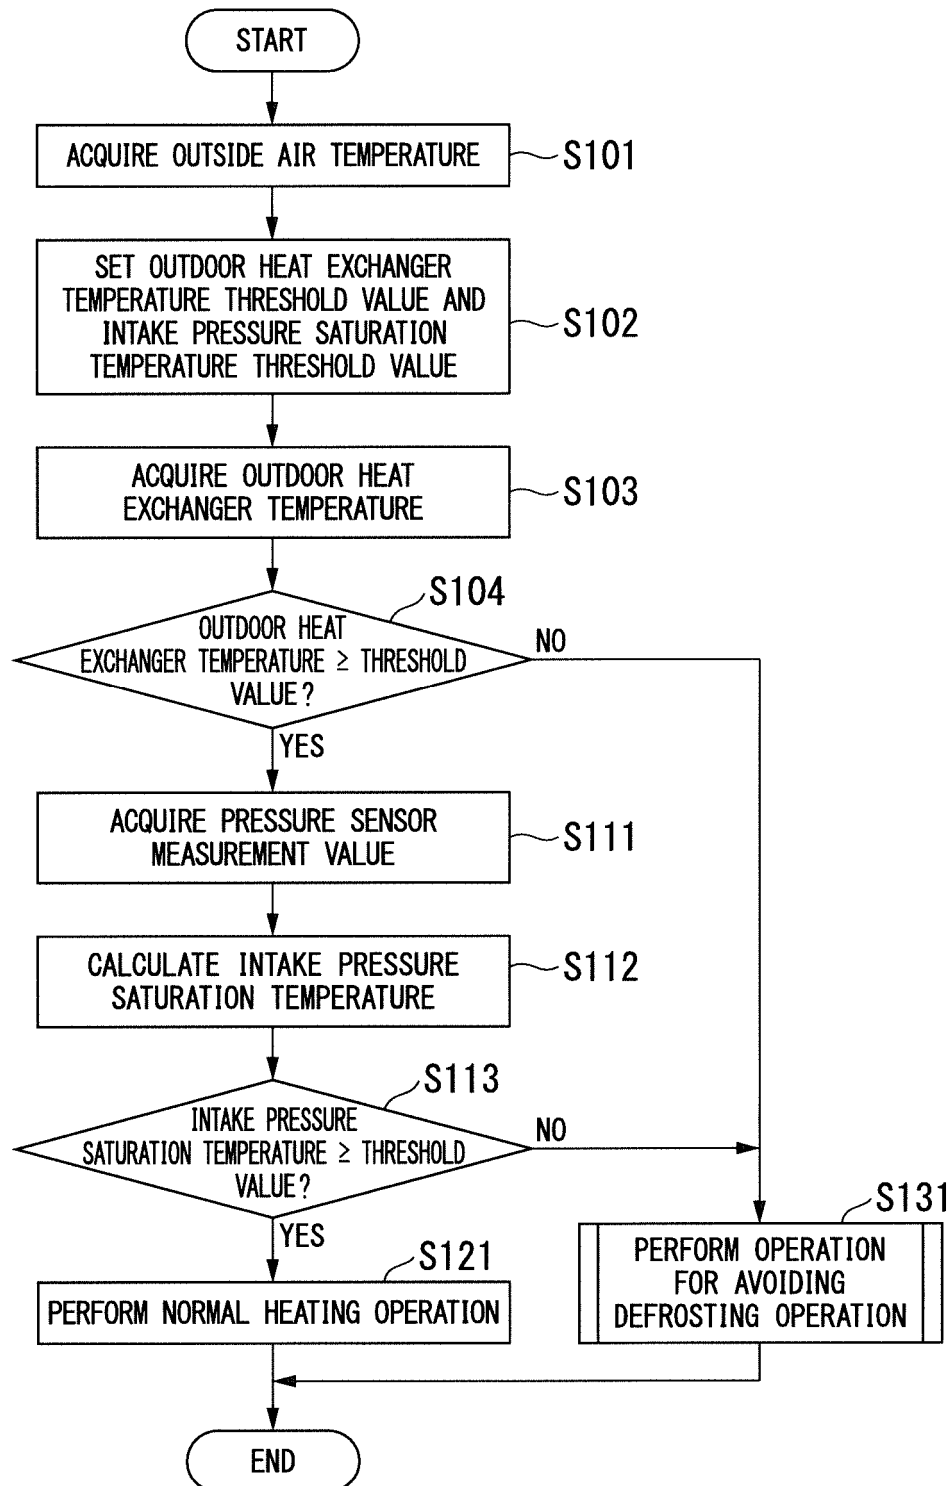 START
ACQUIRE OUTSIDE AIR TEMPERATURE
S101
SET OUTDOOR HEAT EXCHANGER
TEMPERATURE THRESHOLD VALUE AND
INTAKE PRESSURE SATURATION
TEMPERATURE THRESHOLD VALUE
S102
ACQUIRE OUTDOOR HEAT
EXCHANGER TEMPERATURE
S103
S104
OUTDOOR HEAT
EXCHANGER TEMPERATURE ≥ THRESHOLD
VALUE?
NO
YES
ACQUIRE PRESSURE SENSOR
MEASUREMENT VALUE
S111
CALCULATE INTAKE PRESSURE
SATURATION TEMPERATURE
S112
S113
INTAKE PRESSURE
SATURATION TEMPERATURE ≥ THRESHOLD
VALUE?
NO
YES
S121
PERFORM NORMAL HEATING OPERATION
S131
PERFORM OPERATION
FOR AVOIDING
DEFROSTING OPERATION
END